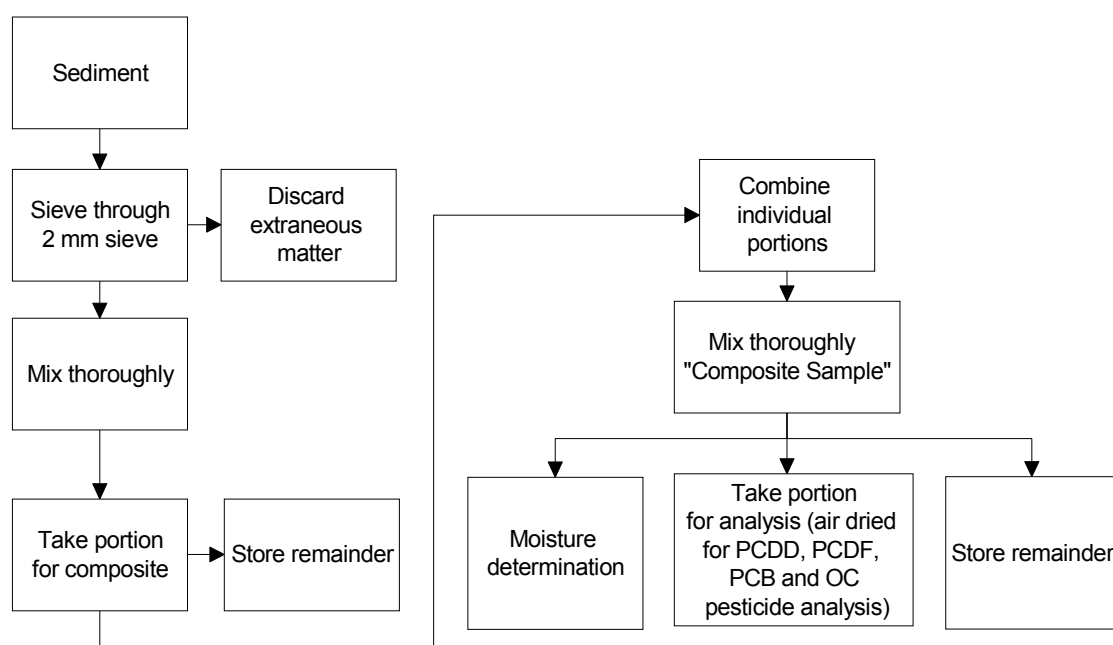 Sediment
Sieve through
2 mm sieve
Discard
extraneous
matter
Mix thoroughly
Take portion
for composite
Store remainder
Combine
individual
portions
Mix thoroughly
"Composite Sample"
Moisture
determination
Take portion
for analysis (air dried
for PCDD, PCDF,
PCB and OC
pesticide analysis)
Store remainder